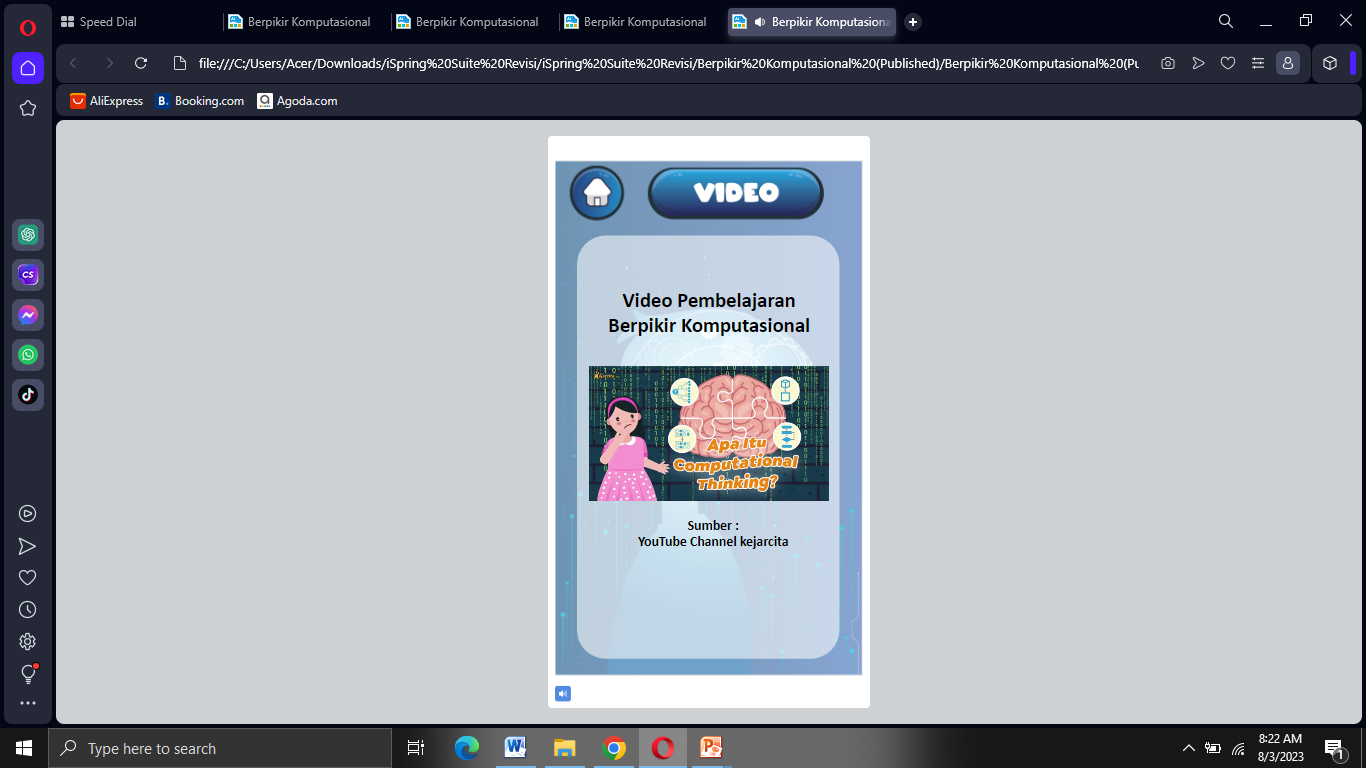 Speed Dial
Berpikir Komputasional
Berpikir Komputasional
Berpikir Komputasional
Berpikir Komputasiona
file:///C:/Users/Acer/Downloads/iSpring%20Suite%20Revisi/iSpring%20Suite%20Revisi/Berpikir%20Komputasional%20(Published)/Berpikir%20Komputasional%20(Pu
AliExpress
B. Booking.com
Agoda.com
CS
VIDEO
Video Pembelajaran
Berpikir Komputasional
Apa Itu
Computational
Thinking?
Sumber :
YouTube Channel kejarcita
Type here to search
8:22 AM
8/3/2023
1